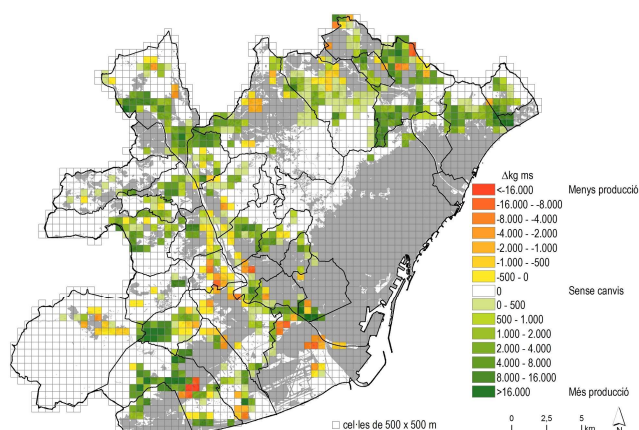 Δkg ms
<-16.000 Menys producció
-16.000 - -8.000
-8.000 - -4.000
-4.000 - -2.000
-2.000 - -1.000
-1.000 - -500
-500 - 0
0 Sense canvis
0 - 500
500 - 1.000
1.000 - 2.000
2.000 - 4.000
4.000 - 8.000
8.000 - 16.000
>16.000 Més producció
cel·les de 500 x 500 m
0 2,5 5 km
N